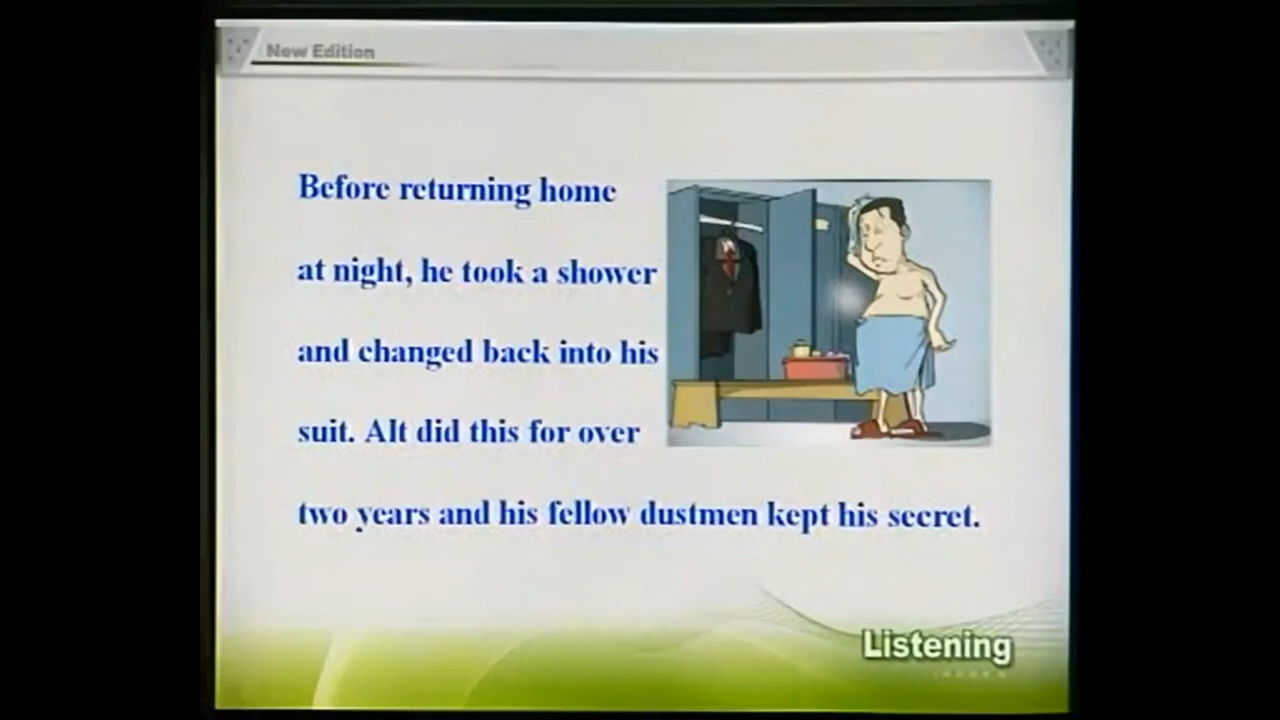 New Edition
Before returning home
at night, he took a shower
and changed back into his
suit. Alt did this for over
two years and his fellow dustmen kept his secret.
Listening